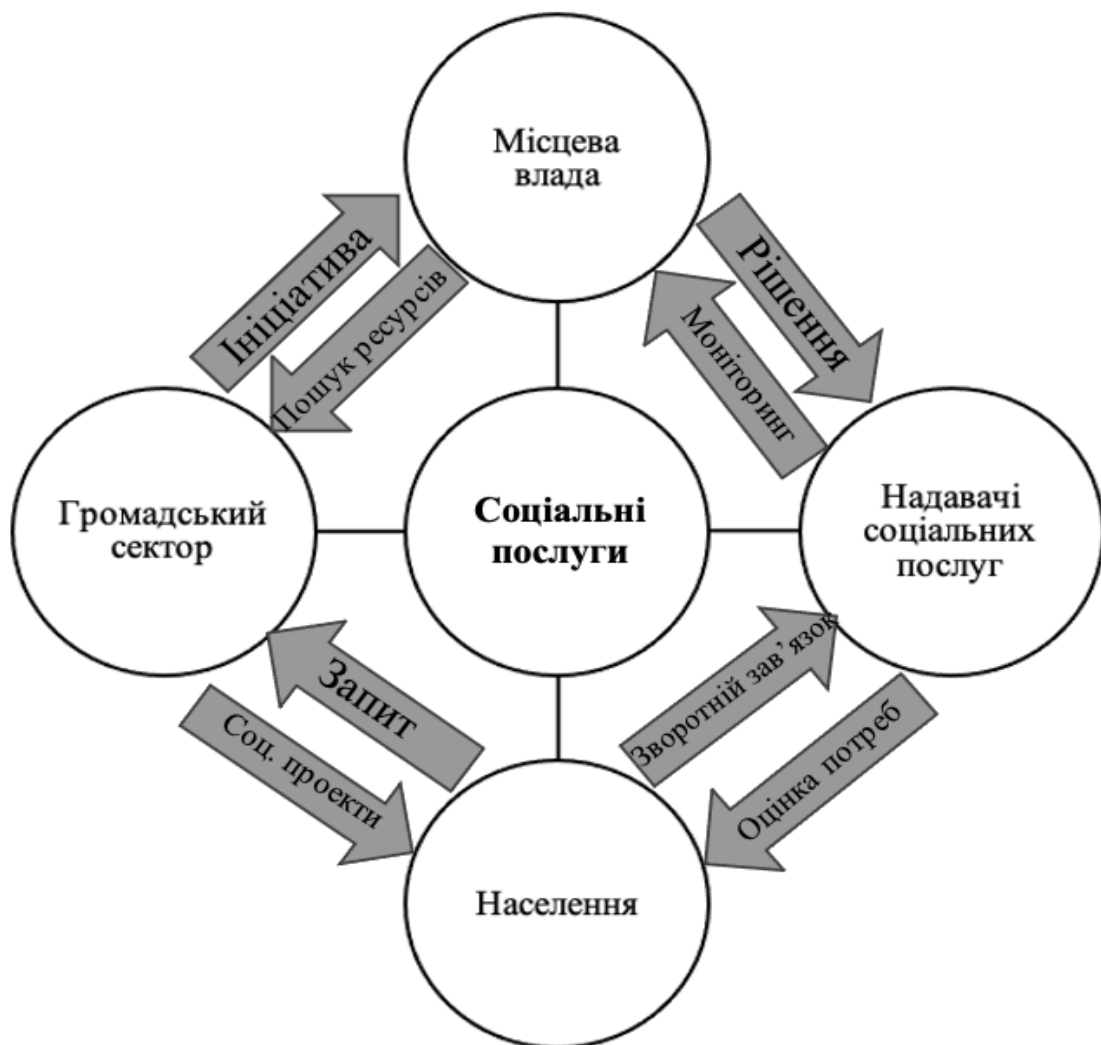 Місцева
влада
Ініціатива
Пошук ресурсів
Рішення
Моніторинг
Громадський
сектор
Соціальні
послуги
Надавачі
соціальних
послуг
Запит
Соц. проекти
Зворотній зав’язок
Оцінка потреб
Населення